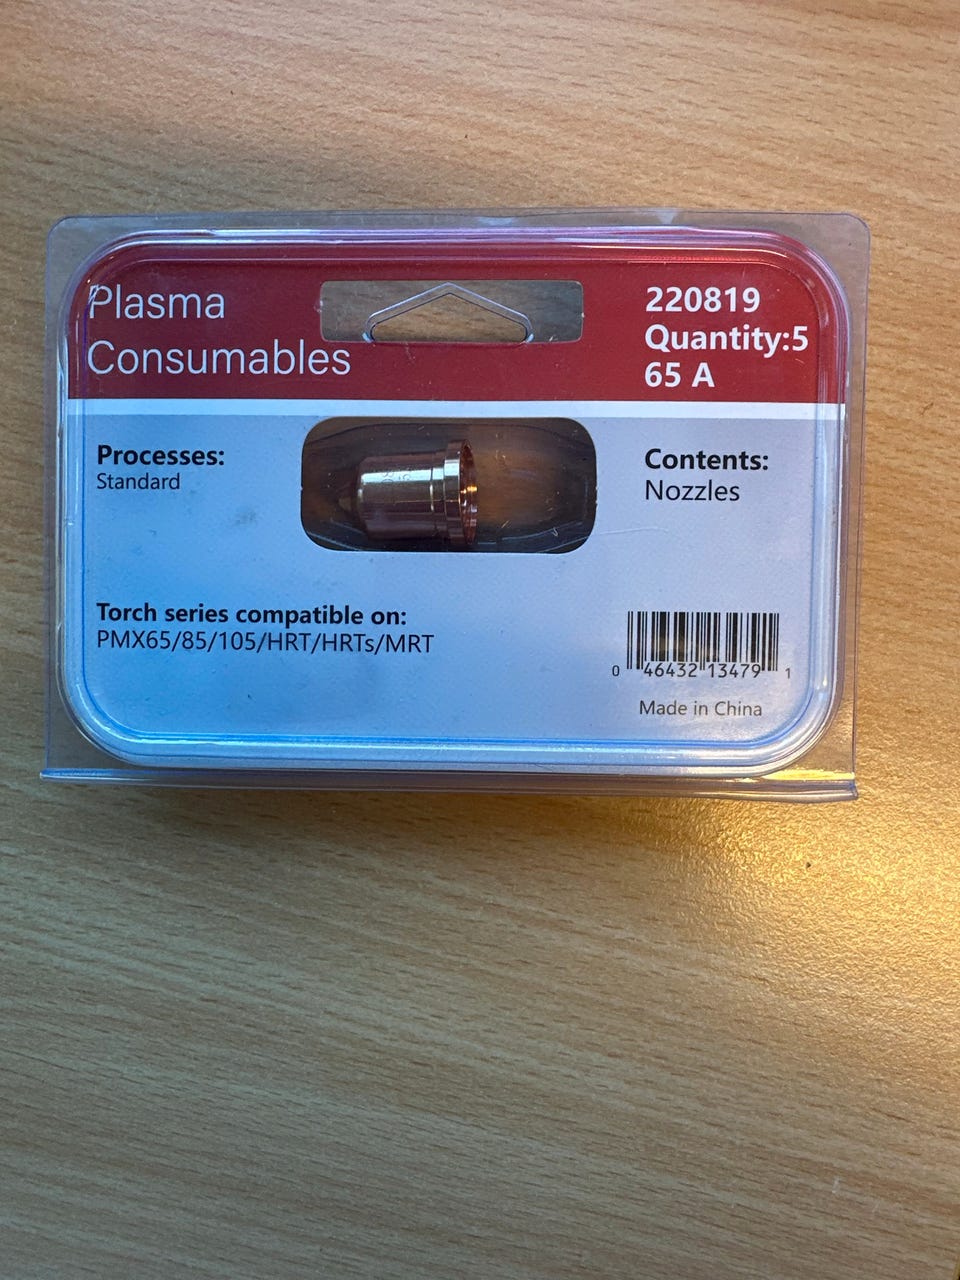 Plasma
Consumables
220819
Quantity:5
65 A
Processes:
Standard
Contents:
Nozzles
Torch series compatible on:
PMX65/85/105/HRT/HRTs/MRT
0 46432 13479 1
Made in China